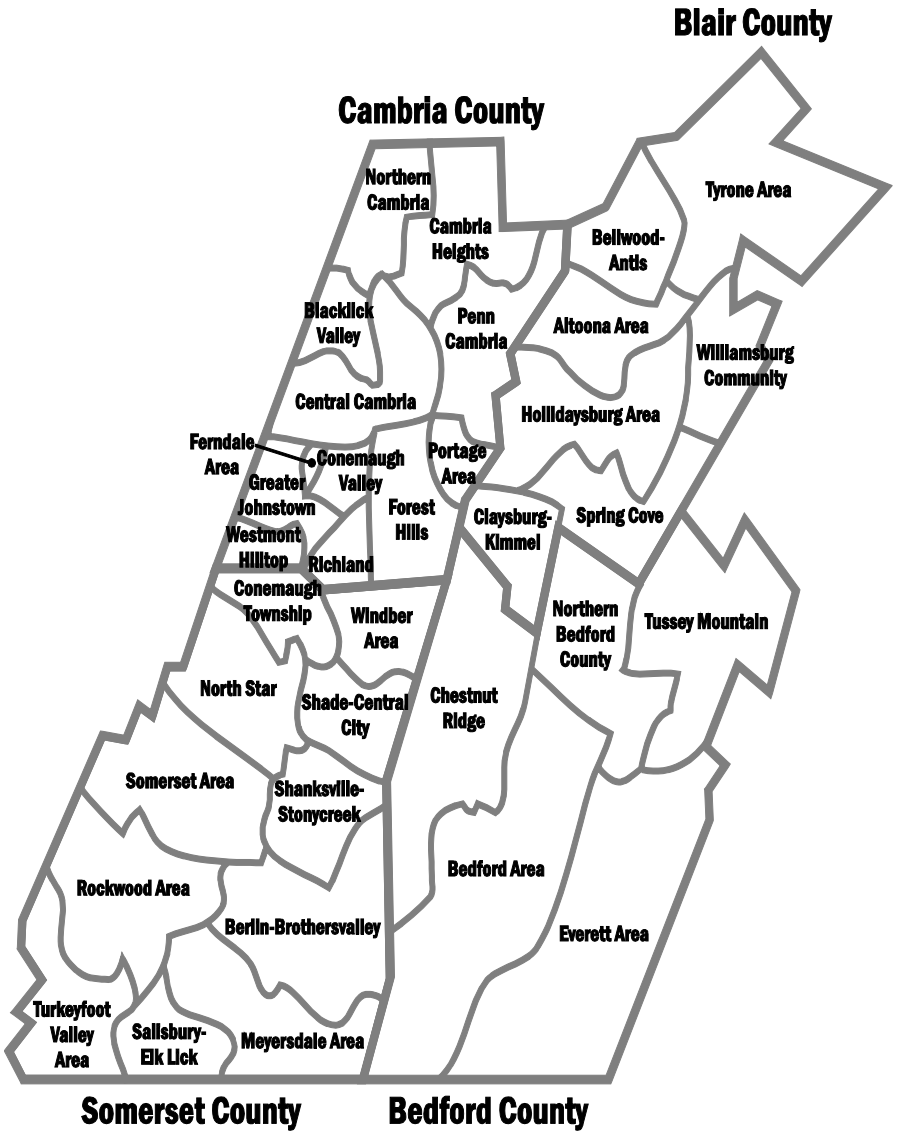 Blair County
Cambria County
Northern
Cambria
Cambria
Heights
Tyrone Area
Bellwood-
Antis
Blacklick
Valley
Penn
Cambria
Altoona Area
Williamsburg
Community
Central Cambria
Hollidaysburg Area
Ferndale
Area
Conemaugh
Valley
Portage
Area
Greater
Johnstown
Forest
Hills
Claysburg-
Kimmel
Spring Cove
Westmont
Hilltop
Richland
Conemaugh
Township
Windber
Area
Northern
Bedford
County
Tussey Mountain
North Star
Shade-Central
City
Chestnut
Ridge
Somerset Area
Shanksville-
Stonycreek
Rockwood Area
Bedford Area
Berlin-Brothersvalley
Everett Area
Turkeyfoot
Valley
Area
Salisbury-
Elk Lick
Meyersdale Area
Somerset County
Bedford County